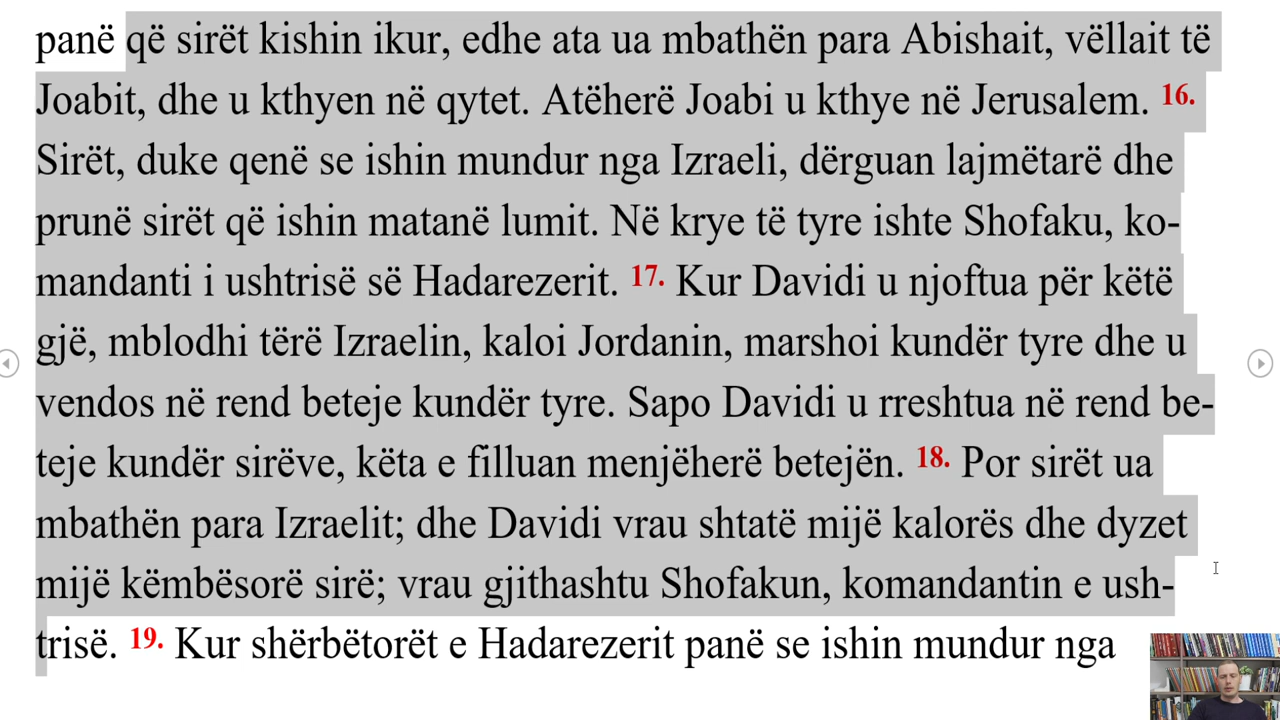 panë që sirët kishin ikur, edhe ata ua mbathën para Abishait, vëllait të
Joabit, dhe u kthyen në qytet. Atëherë Joabi u kthye në Jerusalem. 16.
Sirët, duke qenë se ishin mundur nga Izraeli, dërguan lajmëtarë dhe
prunë sirët që ishin matanë lumit. Në krye të tyre ishte Shofaku, ko-
mandanti i ushtrisë së Hadarezerit. 17. Kur Davidi u njoftua për këtë
gjë, mblodhi tërë Izraelin, kaloi Jordanin, marshoi kundër tyre dhe u
vendos në rend beteje kundër tyre. Sapo Davidi u rreshtua në rend be-
teje kundër sirëve, këta e filluan menjëherë betejën. 18. Por sirët ua
mbathën para Izraelit; dhe Davidi vrau shtatë mijë kalorës dhe dyzet
mijë këmbësorë sirë; vrau gjithashtu Shofakun, komandantin e ush-
trisë. 19. Kur shërbëtorët e Hadarezerit panë se ishin mundur nga